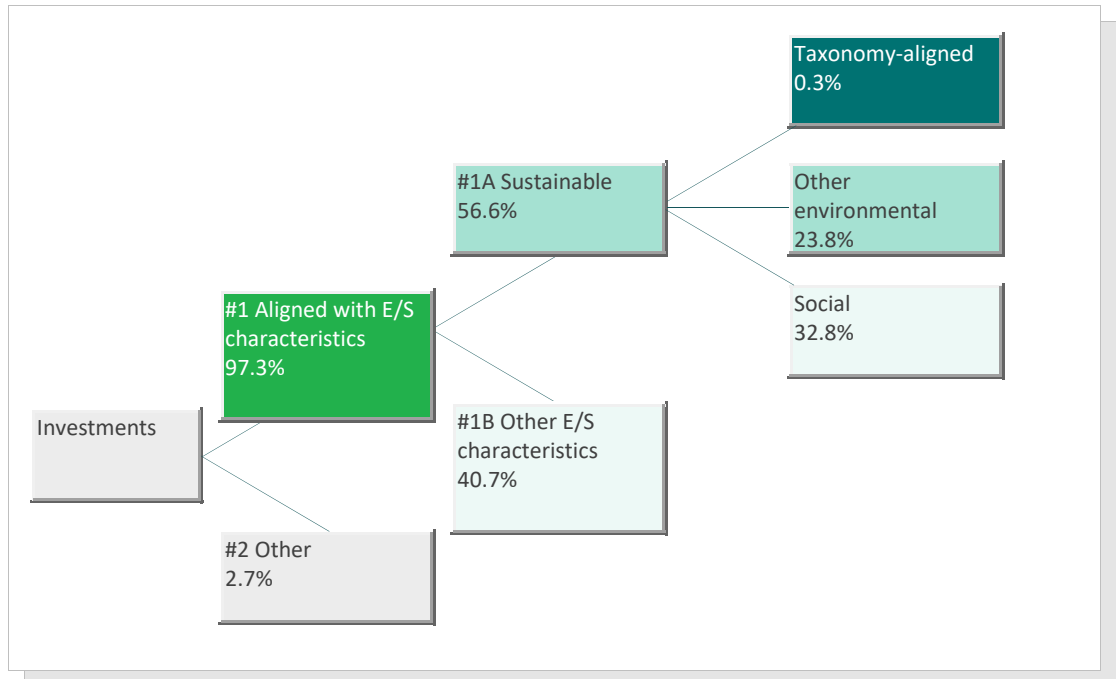 Taxonomy-aligned
0.3%
#1A Sustainable
56.6%
Other
environmental
23.8%
Social
32.8%
#1 Aligned with E/S
characteristics
97.3%
#1B Other E/S
characteristics
40.7%
Investments
#2 Other
2.7%